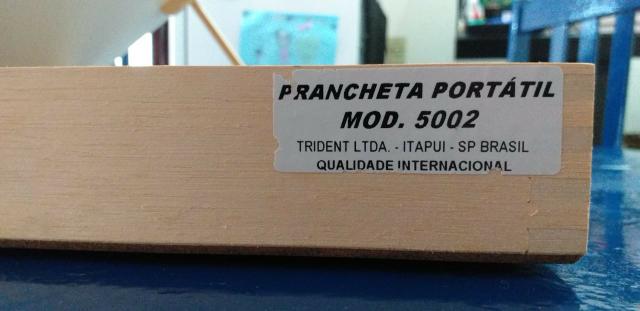 PRANCHETA PORTÁTIL
MOD. 5002
TRIDENT LTDA. - ITAPUI - SP BRASIL
QUALIDADE INTERNACIONAL